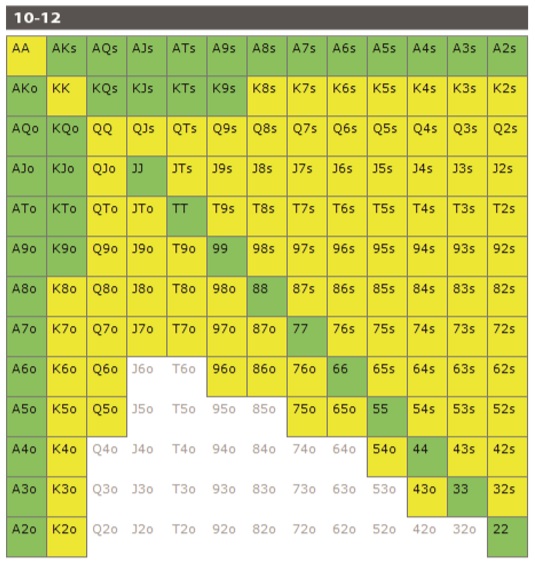 10-12
AA AKs AQs AJs ATs A9s A8s A7s A6s A5s A4s A3s A2s
AKo KK KQs KJs KTs K9s K8s K7s K6s K5s K4s K3s K2s
AQo KQo QQ QJs QTs Q9s Q8s Q7s Q6s Q5s Q4s Q3s Q2s
AJo KJo QJo JJ JTs J9s J8s J7s J6s J5s J4s J3s J2s
ATo KTo QTo JTo TT T9s T8s T7s T6s T5s T4s T3s T2s
A9o K9o Q9o J9o T9o 99 98s 97s 96s 95s 94s 93s 92s
A8o K8o Q8o J8o T8o 98o 88 87s 86s 85s 84s 83s 82s
A7o K7o Q7o J7o T7o 97o 87o 77 76s 75s 74s 73s 72s
A6o K6o Q6o J6o T6o 96o 86o 76o 66 65s 64s 63s 62s
A5o K5o Q5o J5o T5o 95o 85o 75o 65o 55 54s 53s 52s
A4o K4o Q4o J4o T4o 94o 84o 74o 64o 54o 44 43s 42s
A3o K3o Q3o J3o T3o 93o 83o 73o 63o 53o 43o 33 32s
A2o K2o Q2o J2o T2o 92o 82o 72o 62o 52o 42o 32o 22